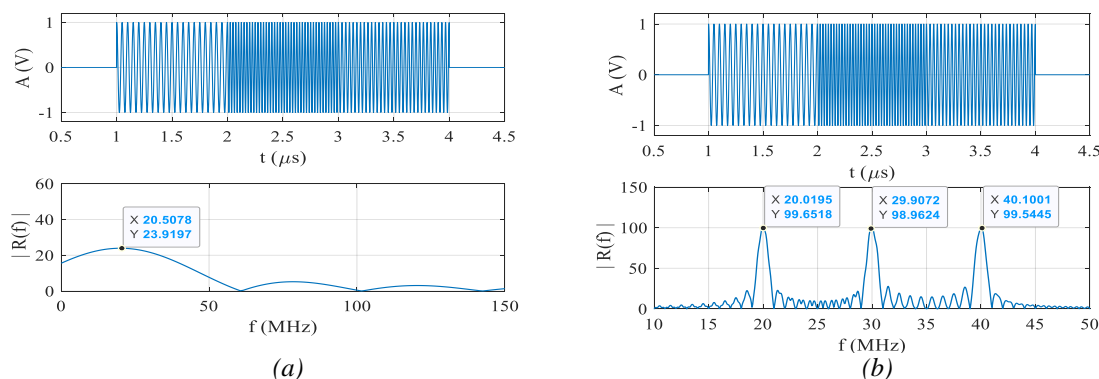 A (V)
1
0
-1
0.5 1 1.5 2 2.5 3 3.5 4 4.5
t (μs)
| R(f) |
60
40
20
0
X 20.5078
Y 23.9197
0 50 100 150
f (MHz)
(a)
A (V)
1
0
-1
0.5 1 1.5 2 2.5 3 3.5 4 4.5
t (μs)
| R(f) |
150
100
50
0
X 20.0195
Y 99.6518
X 29.9072
Y 98.9624
X 40.1001
Y 99.5445
10 15 20 25 30 35 40 45 50
f (MHz)
(b)